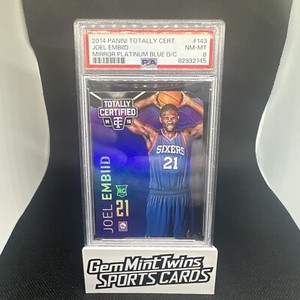 2014 PANINI TOTALLY CERT. #143
JOEL EMBIID NM-MT
MIRROR PLATINUM BLUE D/C 8
PSA 82932145
TOTALLY
CERTIFIED
SIXERS
21
JOEL EMBIID
RC
21
GemMintTwins
SPORTS CARDS